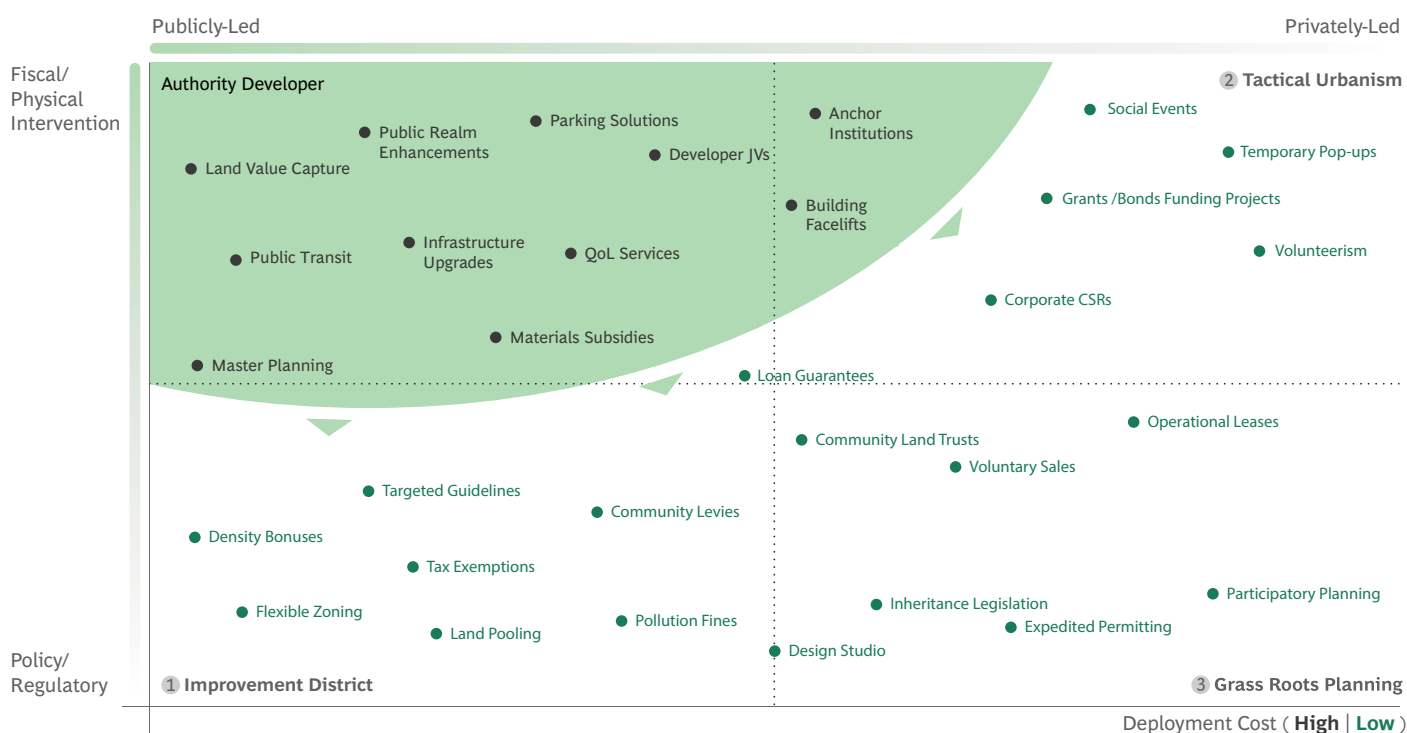 Publicly-Led
Privately-Led
Fiscal/
Physical
Intervention
Authority Developer
2 Tactical Urbanism
Social Events
Anchor
Institutions
Parking Solutions
Public Realm
Enhancements
Developer JVs
Temporary Pop-ups
Land Value Capture
Grants /Bonds Funding Projects
Building
Facelifts
Infrastructure
Upgrades
QoL Services
Public Transit
Volunteerism
Corporate CSRs
Materials Subsidies
Master Planning
Loan Guarantees
Operational Leases
Community Land Trusts
Voluntary Sales
Targeted Guidelines
Community Levies
Density Bonuses
Tax Exemptions
Participatory Planning
Inheritance Legislation
Flexible Zoning
Pollution Fines
Expedited Permitting
Land Pooling
Design Studio
Policy/
Regulatory
1 Improvement District
3 Grass Roots Planning
Deployment Cost ( High | Low )